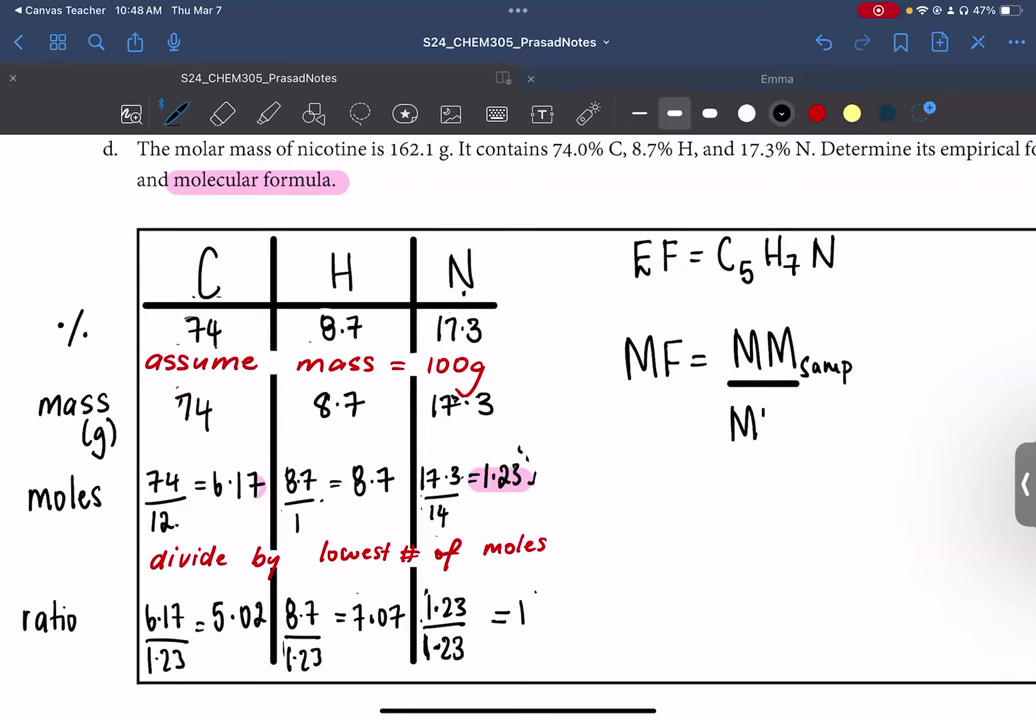 Canvas Teacher 10:48 AM Thu Mar 7 47%
S24_CHEM305_PrasadNotes
S24_CHEM305_PrasadNotes Emma
d. The molar mass of nicotine is 162.1 g. It contains 74.0% C, 8.7% H, and 17.3% N. Determine its empirical fo
and molecular formula.
C H N
EF = C5H7N
% 74 8.7 17.3
assume mass = 100g
MF = MM samp
M
mass (g) 74 8.7 17.3
moles 74/12 = 6.17 8.7/1 = 8.7 17.3/14 = 1.23
divide by lowest # of moles
ratio 6.17/1.23 = 5.02 8.7/1.23 = 7.07 1.23/1.23 = 1